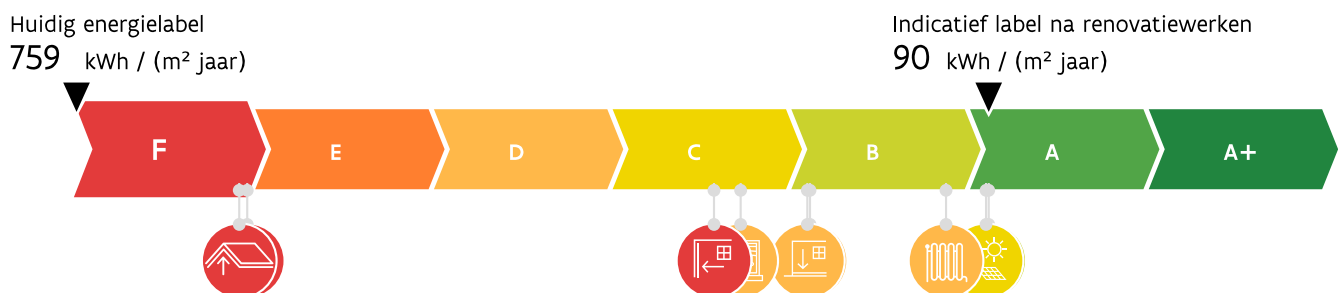 Huidig energielabel
759 kWh / (m² jaar)
Indicatief label na renovatiewerken
90 kWh / (m² jaar)
F E D C B A A+